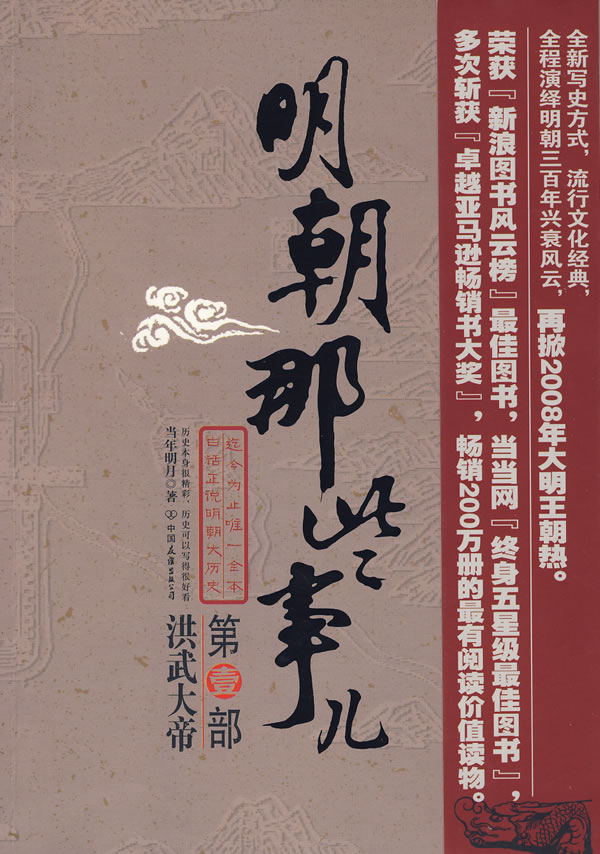 全新写史方式,流行文化经典,
全程演绎明朝三百年兴衰风云,再掀2008年大明王朝热。
荣获『新浪图书风云榜』最佳图书,当当网『终身五星级最佳图书』,
多次斩获『卓越亚马逊畅销书大奖』,畅销200万册的最有阅读价值读物。
明朝那些事儿
迄今为止唯一全本
白话正说明朝大历史
第壹部
洪武大帝
历史本身很精彩,历史可以写得很好看
当年明月◎著
中国友谊出版公司